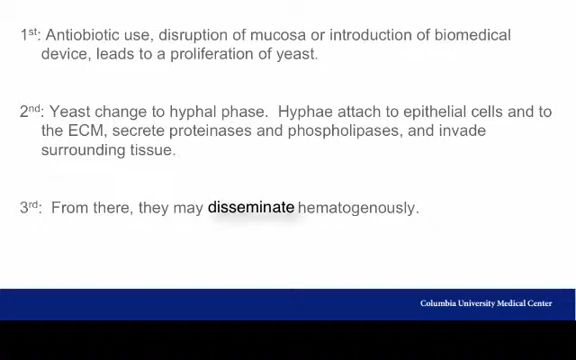 1st: Antiobiotic use, disruption of mucosa or introduction of biomedical
device, leads to a proliferation of yeast.
2nd: Yeast change to hyphal phase. Hyphae attach to epithelial cells and to
the ECM, secrete proteinases and phospholipases, and invade
surrounding tissue.
3rd: From there, they may disseminate hematogenously.
Columbia University Medical Center